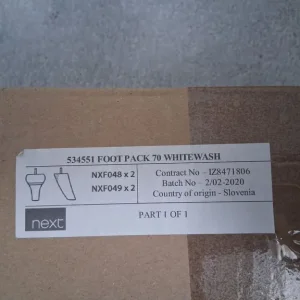 534551 FOOT PACK 70 WHITEWASH
NXF048 x 2
NXF049 x 2
Contract No – IZ8471806
Batch No – 2/02-2020
Country of origin - Slovenia
next
PART 1 OF 1